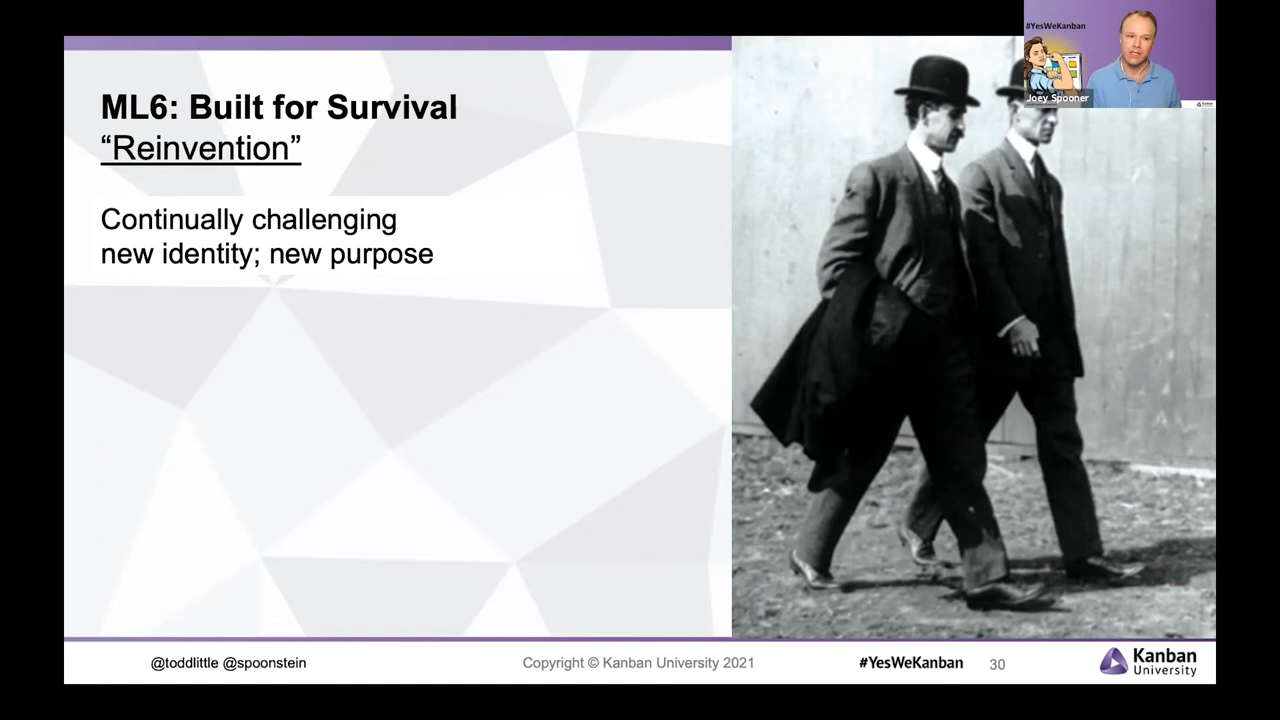 #YesWeKanban
Joey Spooner
ML6: Built for Survival
“Reinvention”
Continually challenging
new identity; new purpose
@toddlittle @spoonstein
Copyright © Kanban University 2021
#YesWeKanban
30
Kanban
University